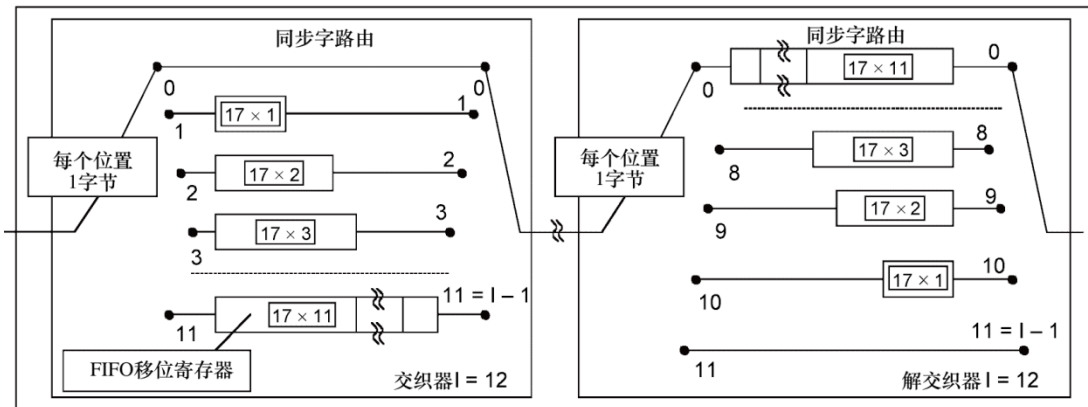 同步字路由
0
0
1
17 × 1
1
每个位置
1字节
2
17 × 2
2
3
17 × 3
3
11
17 × 11
11 = I – 1
FIFO移位寄存器
交织器I = 12
同步字路由
0
17 × 11
0
每个位置
1字节
8
17 × 3
8
9
17 × 2
9
10
17 × 1
10
11
11 = I – 1
解交织器I = 12